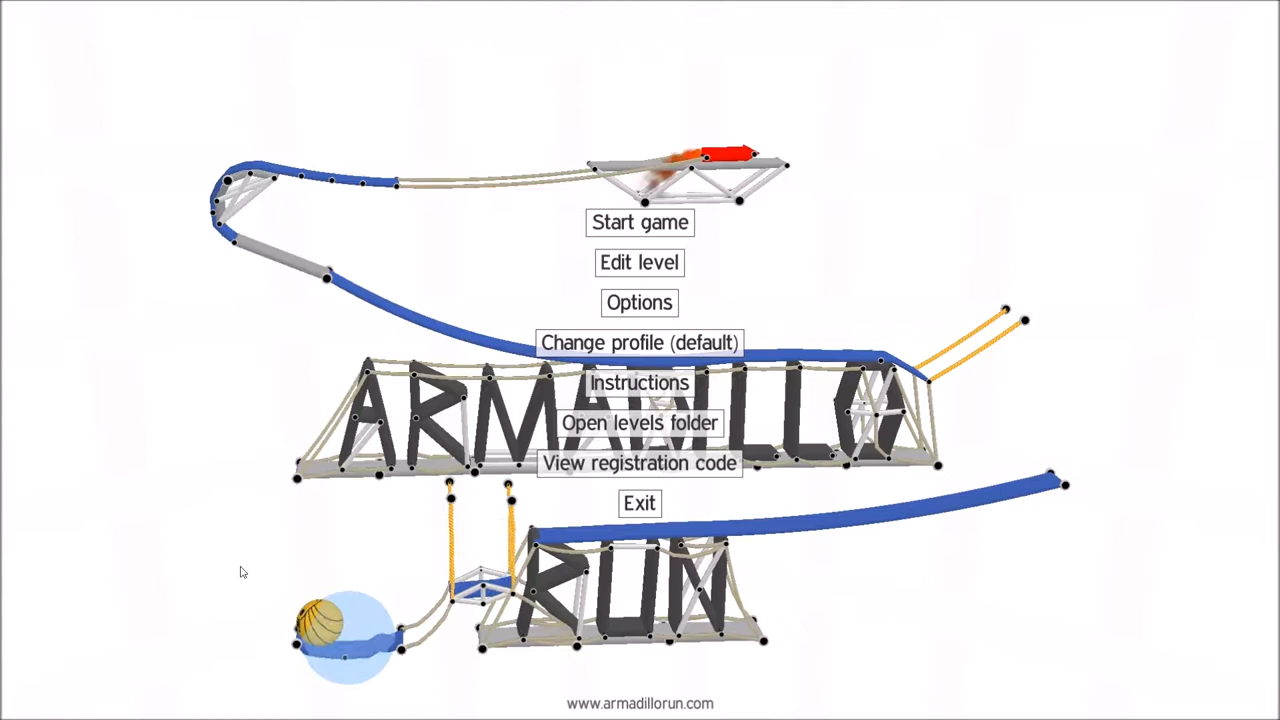 Start game
Edit level
Options
Change profile (default)
ARMADILLO
Instructions
Open levels folder
View registration code
Exit
RUN
www.armadillorun.com